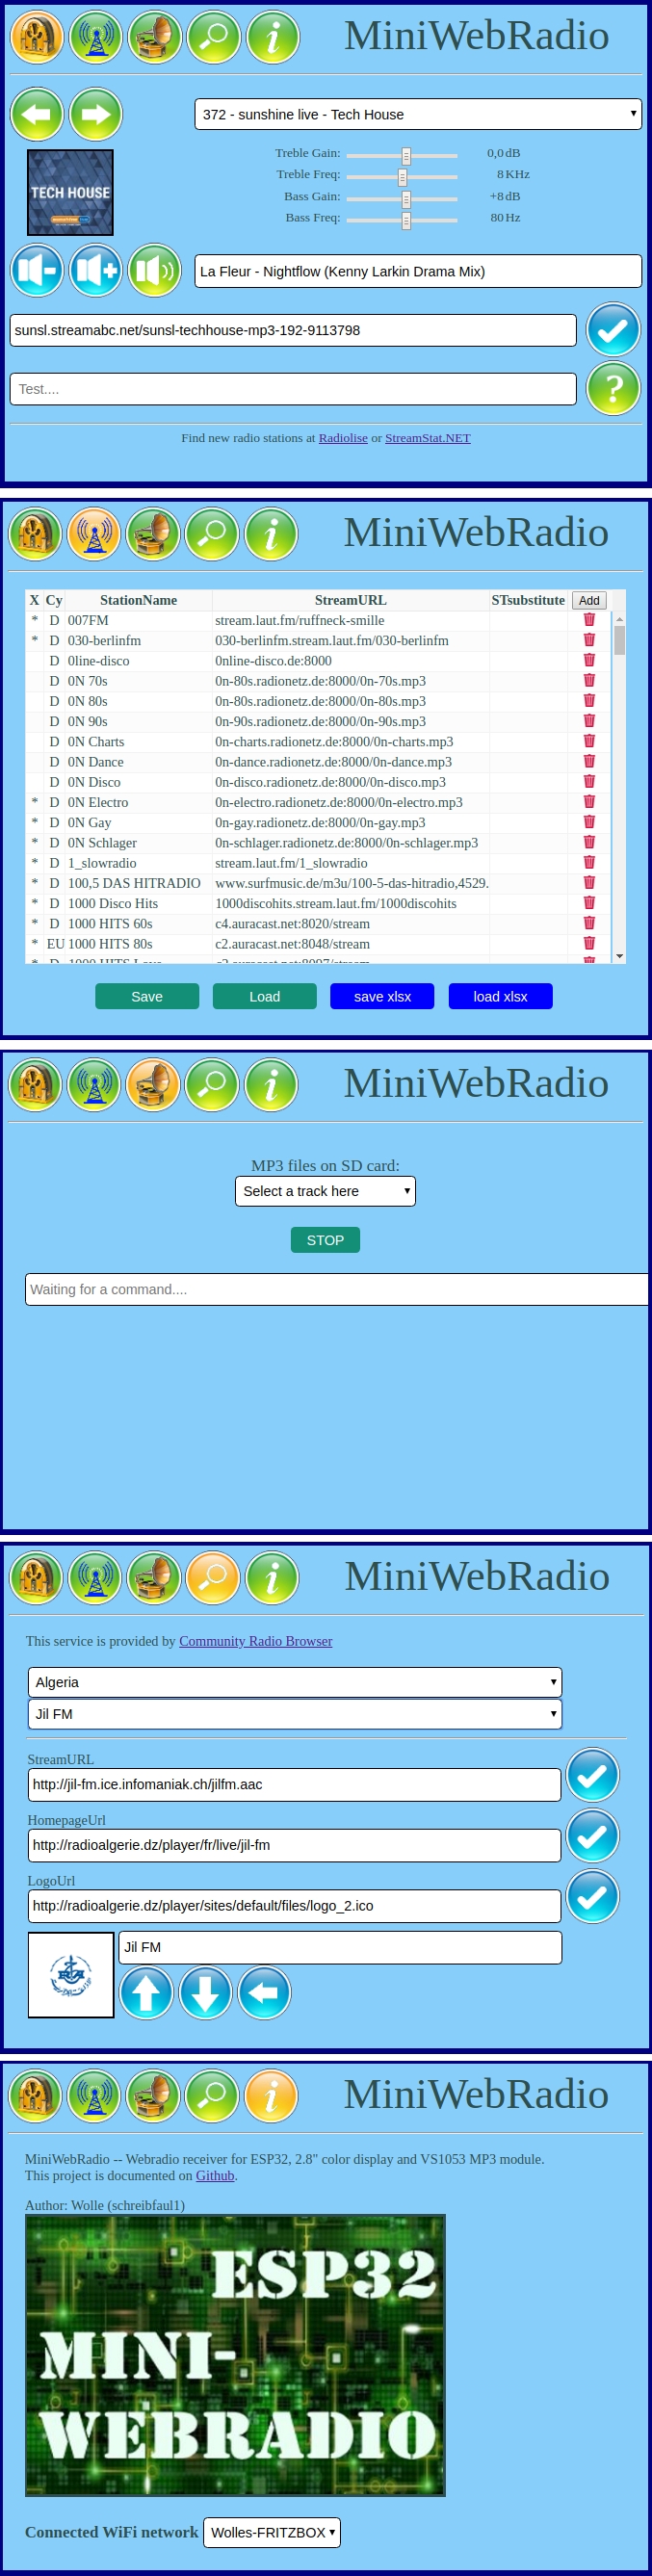 MiniWebRadio
372 - sunshine live - Tech House
TECH HOUSE
Treble Gain: 0,0 dB
Treble Freq: 8 KHz
Bass Gain: +8 dB
Bass Freq: 80 Hz
La Fleur - Nightflow (Kenny Larkin Drama Mix)
sunsl.streamabc.net/sunsl-techhouse-mp3-192-9113798
Test....
?
Find new radio stations at Radiolise or StreamStat.NET
MiniWebRadio
X Cy StationName StreamURL STsubstitute Add
* D 007FM stream.laut.fm/ruffneck-smille
* D 030-berlinfm 030-berlinfm.stream.laut.fm/030-berlinfm
D 0line-disco 0nline-disco.de:8000
D 0N 70s 0n-80s.radionetz.de:8000/0n-70s.mp3
D 0N 80s 0n-80s.radionetz.de:8000/0n-80s.mp3
D 0N 90s 0n-90s.radionetz.de:8000/0n-90s.mp3
D 0N Charts 0n-charts.radionetz.de:8000/0n-charts.mp3
D 0N Dance 0n-dance.radionetz.de:8000/0n-dance.mp3
D 0N Disco 0n-disco.radionetz.de:8000/0n-disco.mp3
* D 0N Electro 0n-electro.radionetz.de:8000/0n-electro.mp3
* D 0N Gay 0n-gay.radionetz.de:8000/0n-gay.mp3
* D 0N Schlager 0n-schlager.radionetz.de:8000/0n-schlager.mp3
* D 1_slowradio stream.laut.fm/1_slowradio
* D 100,5 DAS HITRADIO www.surfmusic.de/m3u/100-5-das-hitradio,4529.
* D 1000 Disco Hits 1000discohits.stream.laut.fm/1000discohits
* D 1000 HITS 60s c4.auracast.net:8020/stream
* EU 1000 HITS 80s c2.auracast.net:8048/stream
* D 1000 HITS Love c2.auracast.net:8097/stream
Save Load save xlsx load xlsx
MiniWebRadio
MP3 files on SD card:
Select a track here
STOP
Waiting for a command....
MiniWebRadio
This service is provided by Community Radio Browser
Algeria
Jil FM
StreamURL
http://jil-fm.ice.infomaniak.ch/jilfm.aac
HomepageUrl
http://radioalgerie.dz/player/fr/live/jil-fm
LogoUrl
http://radioalgerie.dz/player/sites/default/files/logo_2.ico
Jil FM
MiniWebRadio
MiniWebRadio -- Webradio receiver for ESP32, 2.8" color display and VS1053 MP3 module.
This project is documented on Github.
Author: Wolle (schreibfaul1)
ESP32
MINI-
WEBRADIO
Connected WiFi network Wolles-FRITZBOX